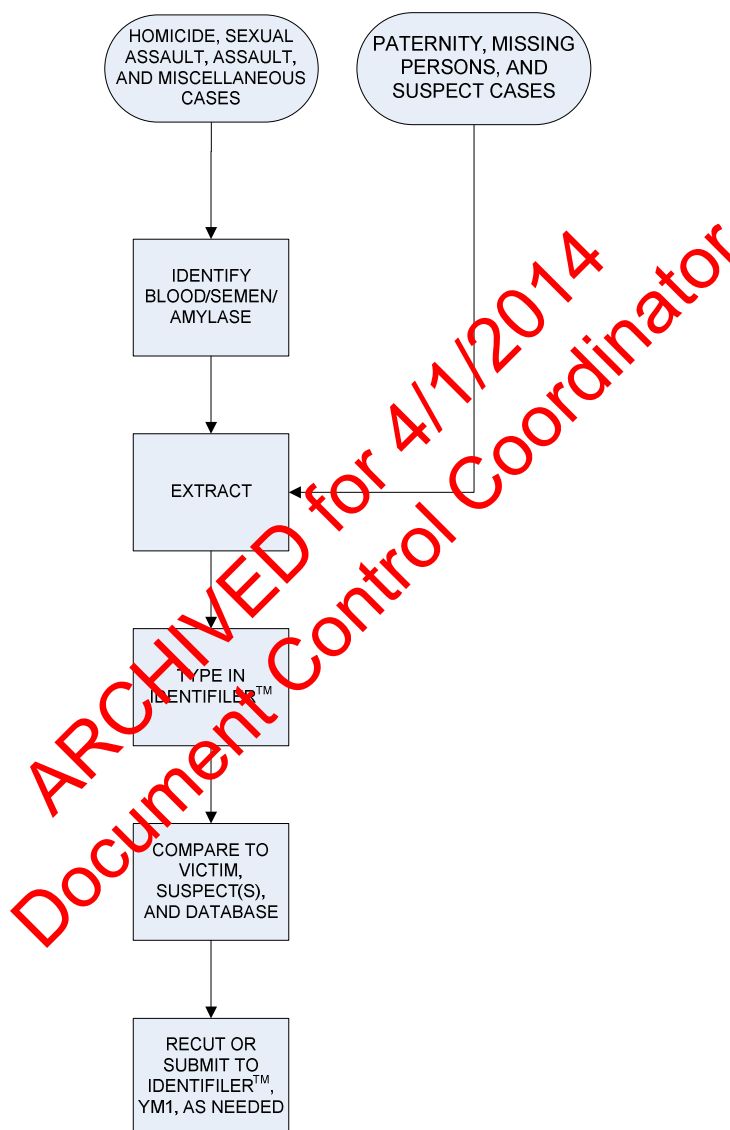 HOMICIDE, SEXUAL
ASSAULT, ASSAULT,
AND MISCELLANEOUS
CASES
PATERNITY, MISSING
PERSONS, AND
SUSPECT CASES
IDENTIFY
BLOOD/SEMEN/
AMYLASE
EXTRACT
TYPE IN
IDENTIFILER™
COMPARE TO
VICTIM,
SUSPECT(S),
AND DATABASE
RECUT OR
SUBMIT TO
IDENTIFILER™,
YM1, AS NEEDED
ARCHIVED for 4/1/2014
Document Control Coordinator